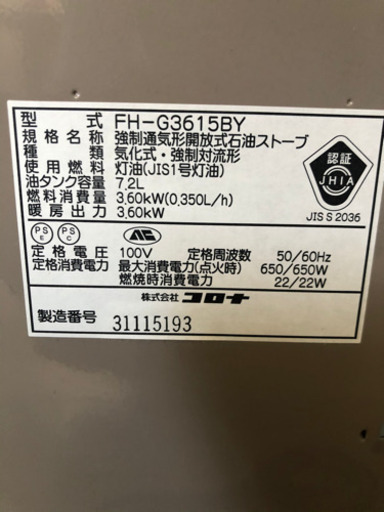 型式 FH-G3615BY
規格名称 強制通気形開放式石油ストーブ
種類 気化式・強制対流形
使用燃料 灯油(JIS1号灯油)
油タンク容量 7,2L
燃料消費量 3,60kW(0,350L/h)
暖房出力 3,60kW
認証
JHIA
JIS S 2036
PS E
PS C
定格電圧 100V 定格周波数 50/60Hz
定格消費電力 最大消費電力(点火時) 650/650W
燃焼時消費電力 22/22W
株式会社 コロナ
製造番号 31115193